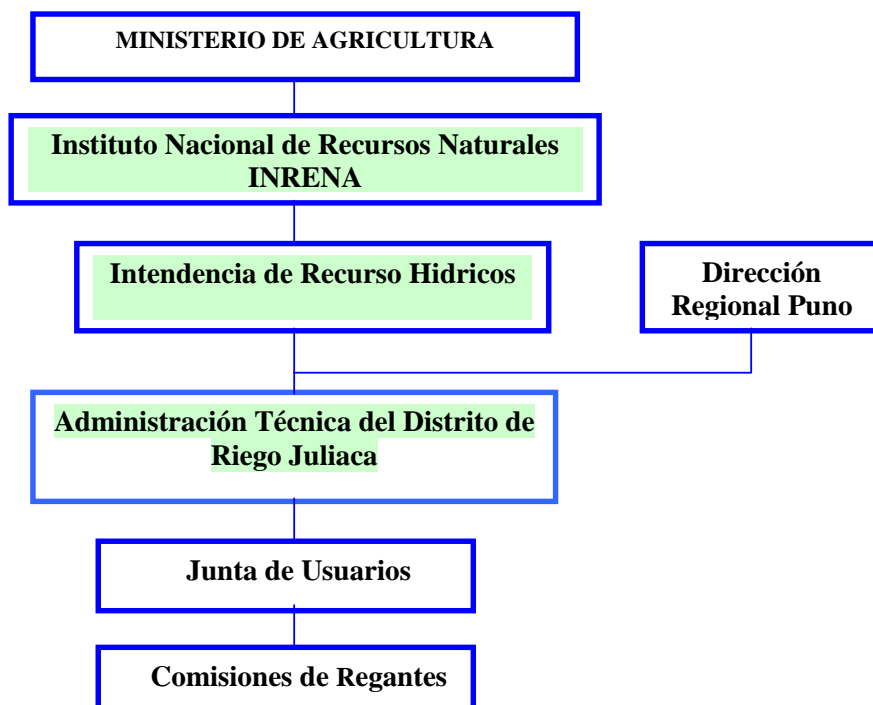 MINISTERIO DE AGRICULTURA
Instituto Nacional de Recursos Naturales
INRENA
Intendencia de Recurso Hidricos
Dirección
Regional Puno
Administración Técnica del Distrito de
Riego Juliaca
Junta de Usuarios
Comisiones de Regantes